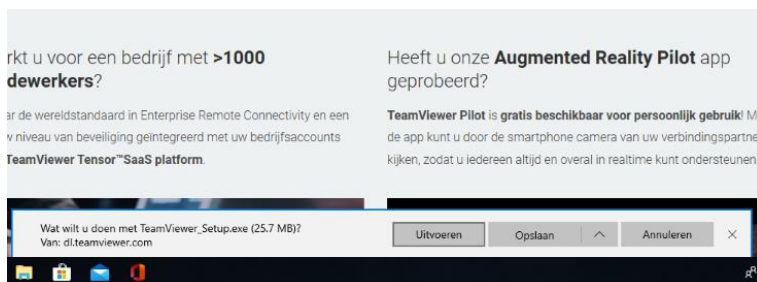 rkt u voor een bedrijf met >1000
dewerkers?
ar de wereldstandaard in Enterprise Remote Connectivity en een
w niveau van beveiliging geïntegreerd met uw bedrijfsaccounts
TeamViewer Tensor™SaaS platform.
Heeft u onze Augmented Reality Pilot app
geprobeerd?
TeamViewer Pilot is gratis beschikbaar voor persoonlijk gebruik! M
de app kunt u door de smartphone camera van uw verbindingspartne
kijken, zodat u iedereen altijd en overal in realtime kunt ondersteunen
Wat wilt u doen met TeamViewer_Setup.exe (25.7 MB)?
Van: dl.teamviewer.com
Uitvoeren
Opslaan
Annuleren